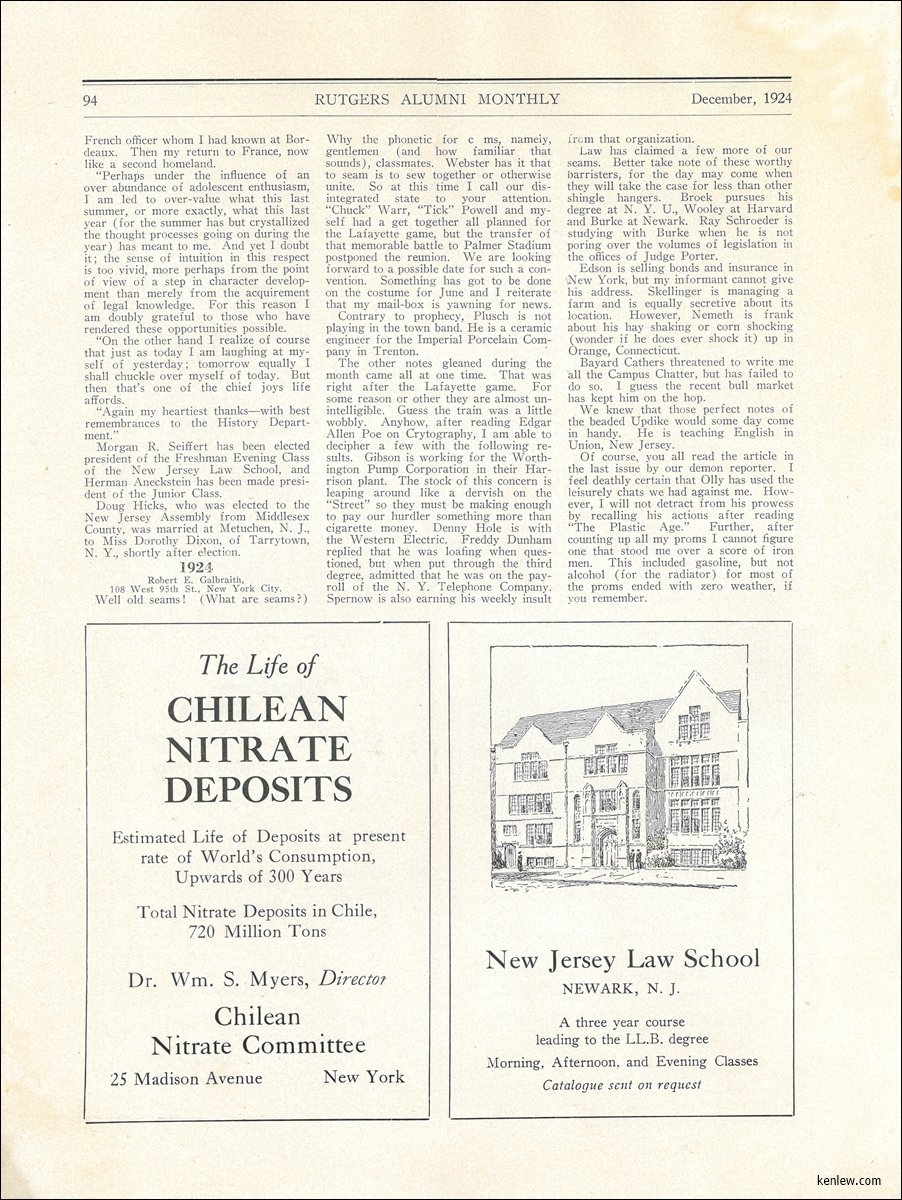 94
RUTGERS ALUMNI MONTHLY
December, 1924
French officer whom I had known at Bor-
deaux. Then my return to France, now
like a second homeland.
“Perhaps under the influence of an
over abundance of adolescent enthusiasm,
I am led to over-value what this last
summer, or more exactly, what this last
year (for the summer has but crystallized
the thought processes going on during the
year) has meant to me. And yet I doubt
it; the sense of intuition in this respect
is too vivid, more perhaps from the point
of view of a step in character develop-
ment than merely from the acquirement
of legal knowledge. For this reason I
am doubly grateful to those who have
rendered these opportunities possible.
“On the other hand I realize of course
that just as today I am laughing at my-
self of yesterday; tomorrow equally I
shall chuckle over myself of today. But
then that's one of the chief joys life
affords.
“Again my heartiest thanks—with best
remembrances to the History Depart-
ment.”
Morgan R. Seiffert has been elected
president of the Freshman Evening Class
of the New Jersey Law School, and
Herman Aneckstein has been made presi-
dent of the Junior Class.
Doug Hicks, who was elected to the
New Jersey Assembly from Middlesex
County, was married at Metuchen, N. J.,
to Miss Dorothy Dixon, of Tarrytown,
N. Y., shortly after election.
1924
Robert E. Galbraith,
108 West 95th St., New York City.
Well old seams! (What are seams?)
Why the phonetic for c ms, namely,
gentlemen (and how familiar that
sounds), classmates. Webster has it that
to seam is to sew together or otherwise
unite. So at this time I call our dis-
integrated state to your attention.
“Chuck” Warr, “Tick” Powell and my-
self had a get together all planned for
the Lafayette game, but the transfer of
that memorable battle to Palmer Stadium
postponed the reunion. We are looking
forward to a possible date for such a con-
vention. Something has got to be done
on the costume for June and I reiterate
that my mail-box is yawning for news.
Contrary to prophecy, Plusch is not
playing in the town band. He is a ceramic
engineer for the Imperial Porcelain Com-
pany in Trenton.
The other notes gleaned during the
month came all at one time. That was
right after the Lafayette game. For
some reason or other they are almost un-
intelligible. Guess the train was a little
wobbly. Anyhow, after reading Edgar
Allen Poe on Crytography, I am able to
decipher a few with the following re-
sults. Gibson is working for the Worth-
ington Pump Corporation in their Har-
rison plant. The stock of this concern is
leaping around like a dervish on the
“Street” so they must be making enough
to pay our hurdler something more than
cigarette money. Denny Hole is with
the Western Electric. Freddy Dunham
replied that he was loafing when ques-
tioned, but when put through the third
degree, admitted that he was on the pay-
roll of the N. Y. Telephone Company.
Spernow is also earning his weekly insult
from that organization.
Law has claimed a few more of our
seams. Better take note of these worthy
barristers, for the day may come when
they will take the case for less than other
shingle hangers. Broek pursues his
degree at N. Y. U., Wooley at Harvard
and Burke at Newark. Ray Schroeder is
studying with Burke when he is not
poring over the volumes of legislation in
the offices of Judge Porter.
Edson is selling bonds and insurance in
New York, but my informant cannot give
his address. Skellinger is managing a
farm and is equally secretive about its
location. However, Nemeth is frank
about his hay shaking or corn shocking
(wonder if he does ever shock it) up in
Orange, Connecticut.
Bayard Cathers threatened to write me
all the Campus Chatter, but has failed to
do so. I guess the recent bull market
has kept him on the hop.
We knew that those perfect notes of
the beaded Updike would some day come
in handy. He is teaching English in
Union, New Jersey.
Of course, you all read the article in
the last issue by our demon reporter. I
feel deathly certain that Olly has used the
leisurely chats we had against me. How-
ever, I will not detract from his prowess
by recalling his actions after reading
“The Plastic Age.” Further, after
counting up all my proms I cannot figure
one that stood me over a score of iron
men. This included gasoline, but not
alcohol (for the radiator) for most of
the proms ended with zero weather, if
you remember.
The Life of
CHILEAN
NITRATE
DEPOSITS
Estimated Life of Deposits at present
rate of World's Consumption,
Upwards of 300 Years
Total Nitrate Deposits in Chile,
720 Million Tons
Dr. Wm. S. Myers, Director
Chilean
Nitrate Committee
25 Madison Avenue New York
New Jersey Law School
NEWARK, N. J.
A three year course
leading to the LL.B. degree
Morning, Afternoon, and Evening Classes
Catalogue sent on request
kenlew.com